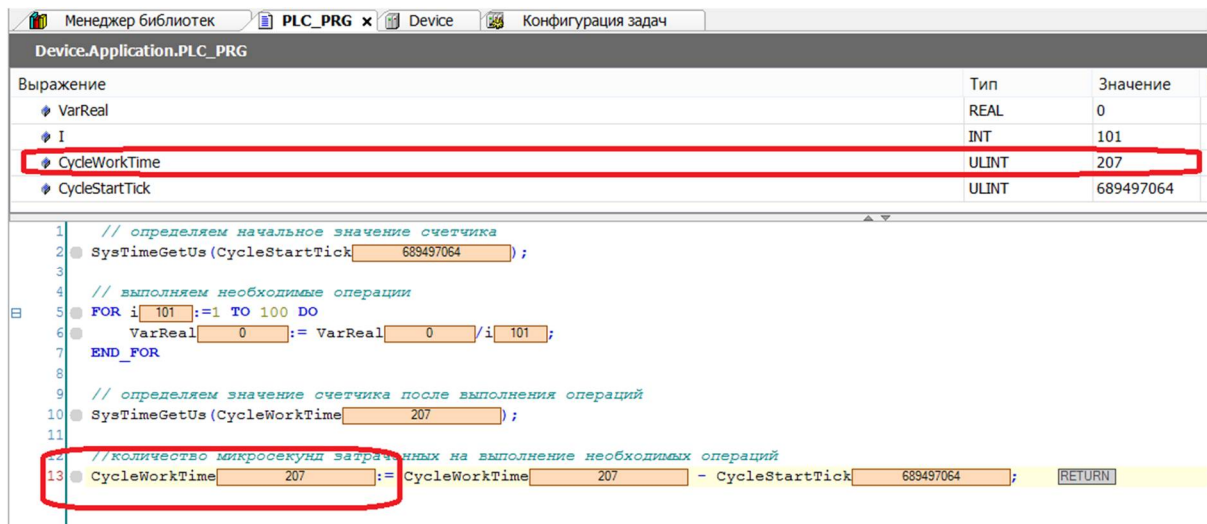 Менеджер библиотек PLC_PRG x Device Конфигурация задач
Device.Application.PLC_PRG
Выражение Тип Значение
VarReal REAL 0
I INT 101
CycleWorkTime ULINT 207
CycleStartTick ULINT 689497064
1 // определяем начальное значение счетчика
2 SysTimeGetUs(CycleStartTick 689497064 );
3
4 // выполняем необходимые операции
5 FOR i 101 :=1 TO 100 DO
6 VarReal 0 := VarReal 0 /i 101 ;
7 END_FOR
8
9 // определяем значение счетчика после выполнения операций
10 SysTimeGetUs(CycleWorkTime 207 );
11
12 //количество микросекунд затраченных на выполнение необходимых операций
13 CycleWorkTime 207 := CycleWorkTime 207 - CycleStartTick 689497064 ; RETURN